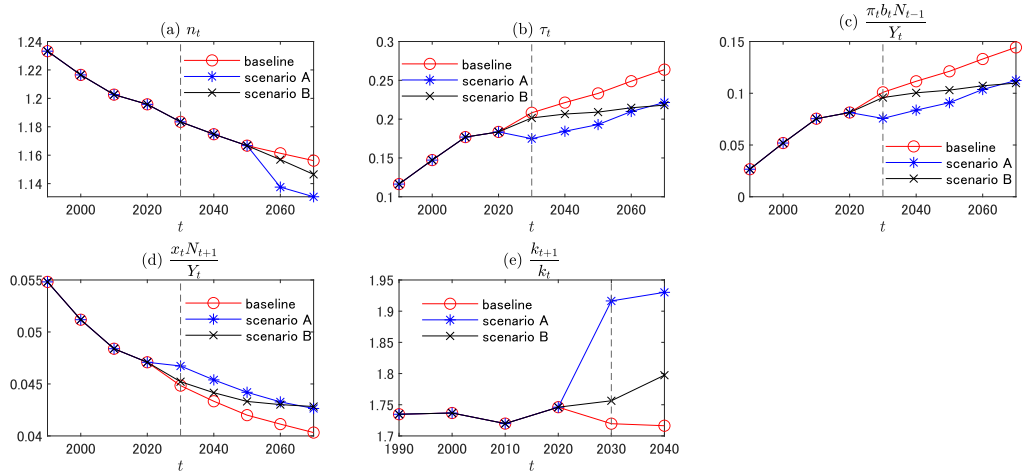 (a) n_t
1.24
1.22
1.2
1.18
1.16
1.14
baseline
scenario A
scenario B
2000 2020 2040 2060
t
(b) τ_t
0.3
0.25
0.2
0.15
0.1
baseline
scenario A
scenario B
2000 2020 2040 2060
t
(c) π_t b_t N_{t−1} / Y_t
0.15
0.1
0.05
0
baseline
scenario A
scenario B
2000 2020 2040 2060
t
(d) x_t N_{t+1} / Y_t
0.055
0.05
0.045
0.04
baseline
scenario A
scenario B
2000 2020 2040 2060
t
(e) k_{t+1} / k_t
1.95
1.9
1.85
1.8
1.75
1.7
baseline
scenario A
scenario B
1990 2000 2010 2020 2030 2040
t